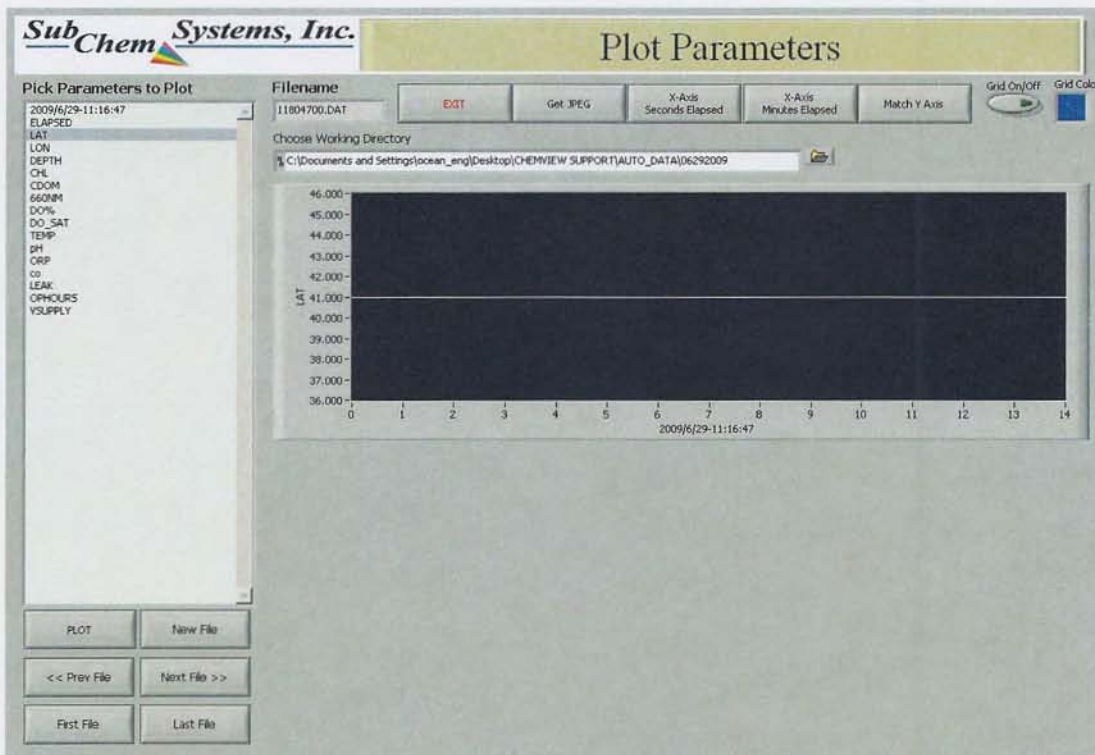 SubChem Systems, Inc.
Plot Parameters
Pick Parameters to Plot
2009/6/29-11:16:47
ELAPSED
LAT
LON
DEPTH
CHL
CDOM
660NM
DO%
DO_SAT
TEMP
pH
ORP
co
LEAK
OPHOURS
VSUPPLY
PLOT
New File
<< Prev File
Next File >>
First File
Last File
Filename
11804700.DAT
EXIT
Get JPEG
X-Axis
Seconds Elapsed
X-Axis
Minutes Elapsed
Match Y Axis
Grid On/Off
Grid Colo
Choose Working Directory
C:\Documents and Settings\ocean_eng\Desktop\CHEMVIEW SUPPORT\AUTO_DATA\06292009
LAT
46.000
45.000
44.000
43.000
42.000
41.000
40.000
39.000
38.000
37.000
36.000
0 1 2 3 4 5 6 7 8 9 10 11 12 13 14
2009/6/29-11:16:47